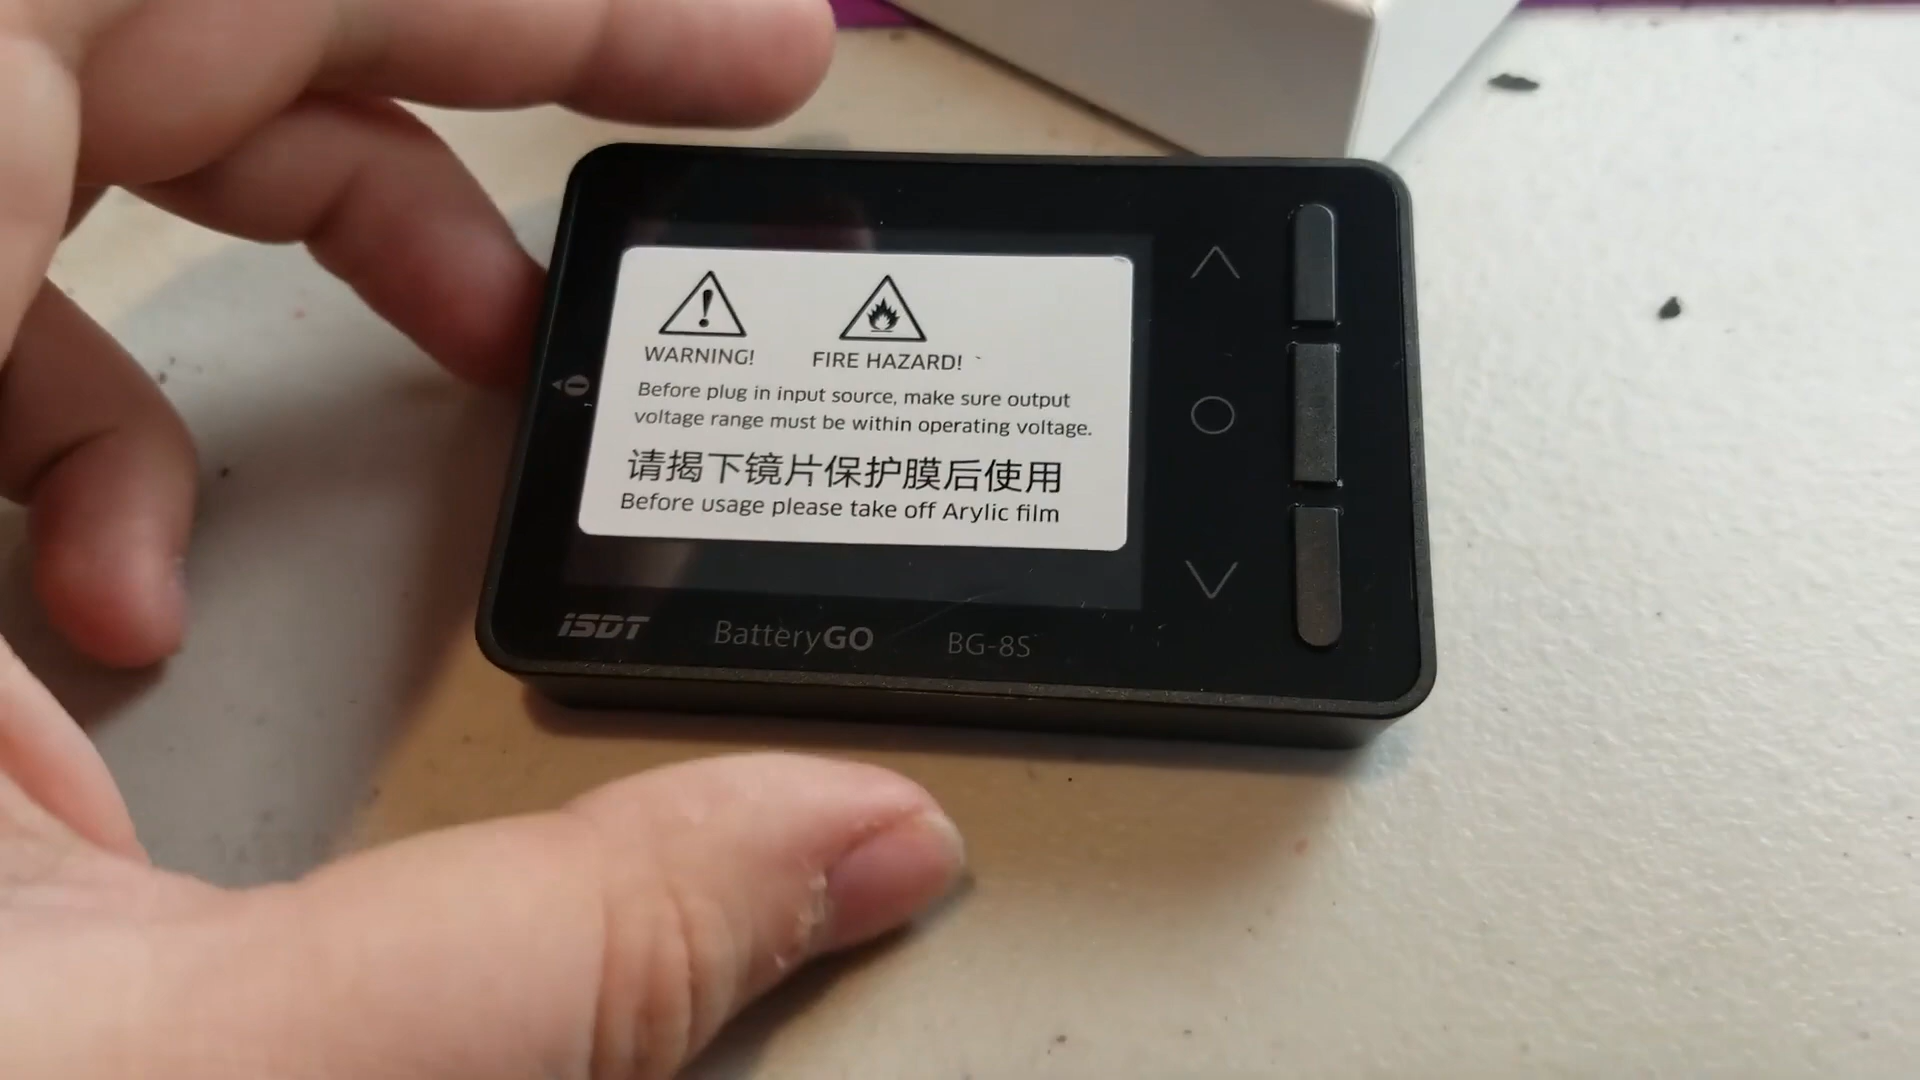 WARNING! FIRE HAZARD!
Before plug in input source, make sure output
voltage range must be within operating voltage.
请揭下镜片保护膜后使用
Before usage please take off Arylic film
ISDT BatteryGO BG-8S